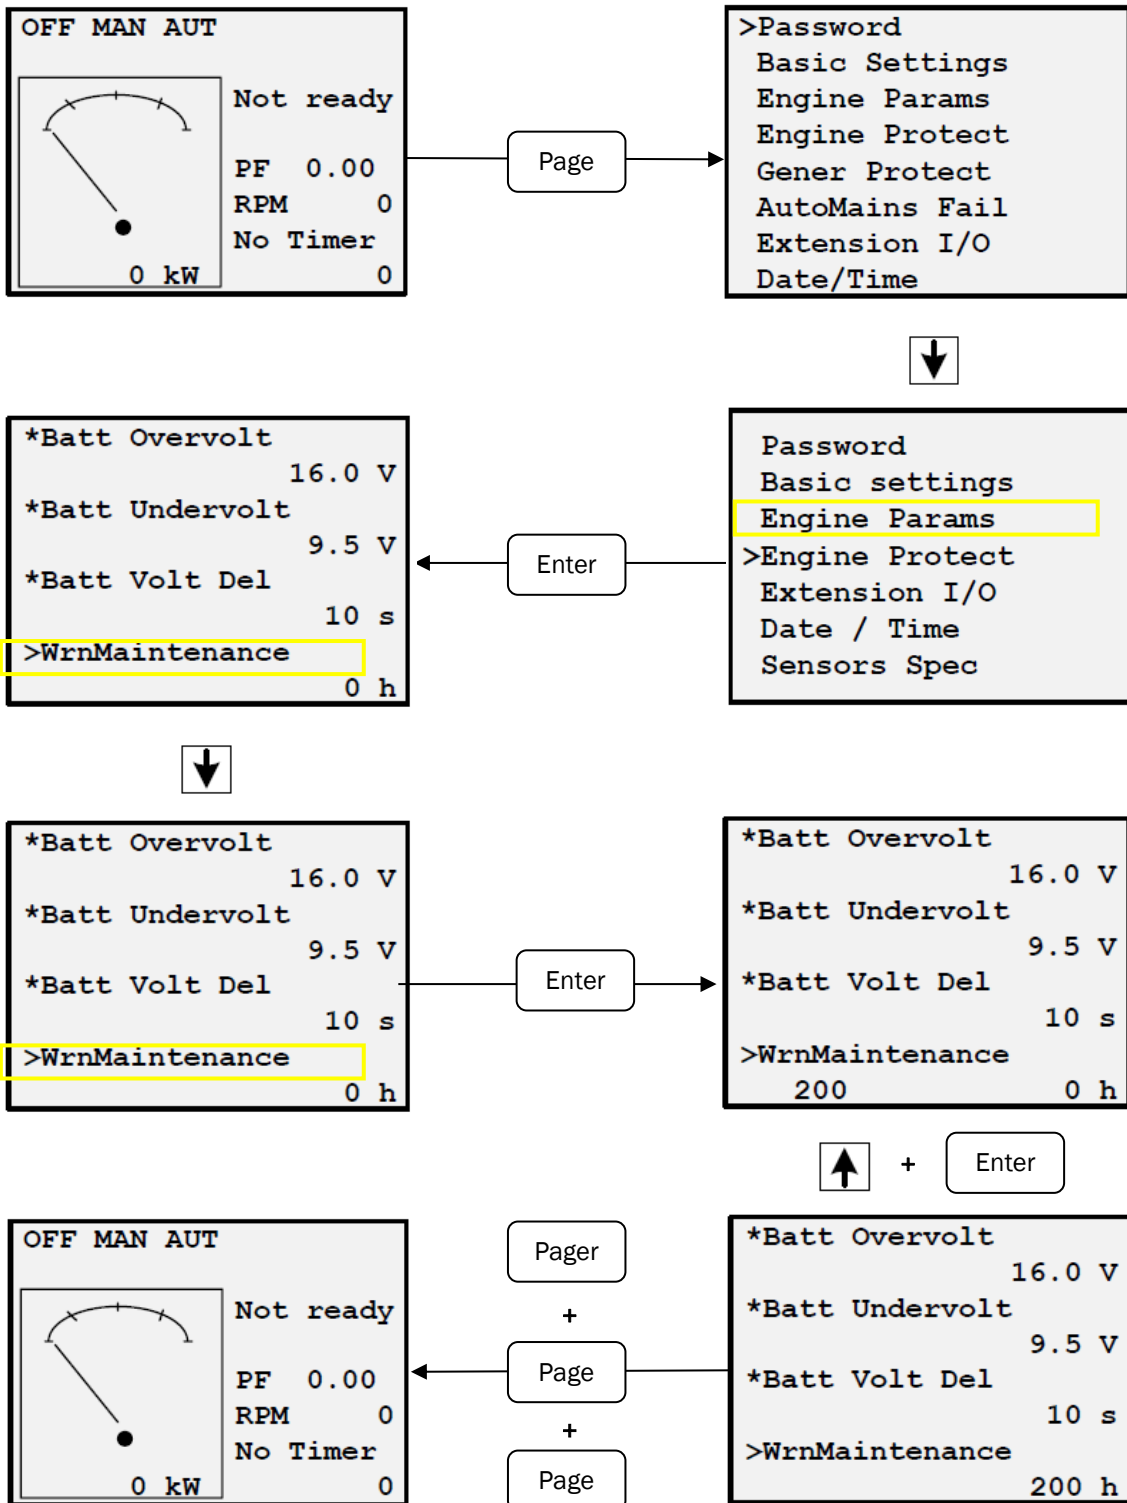 OFF MAN AUT
Not ready
PF 0.00
RPM 0
No Timer
0 kW 0
Page
>Password
Basic Settings
Engine Params
Engine Protect
Gener Protect
AutoMains Fail
Extension I/O
Date/Time
*Batt Overvolt
16.0 V
*Batt Undervolt
9.5 V
*Batt Volt Del
10 s
>WrnMaintenance
0 h
Enter
Password
Basic settings
Engine Params
>Engine Protect
Extension I/O
Date / Time
Sensors Spec
*Batt Overvolt
16.0 V
*Batt Undervolt
9.5 V
*Batt Volt Del
10 s
>WrnMaintenance
0 h
Enter
*Batt Overvolt
16.0 V
*Batt Undervolt
9.5 V
*Batt Volt Del
10 s
>WrnMaintenance
200 0 h
+ Enter
OFF MAN AUT
Not ready
PF 0.00
RPM 0
No Timer
0 kW 0
Pager
+
Page
+
Page
*Batt Overvolt
16.0 V
*Batt Undervolt
9.5 V
*Batt Volt Del
10 s
>WrnMaintenance
200 h